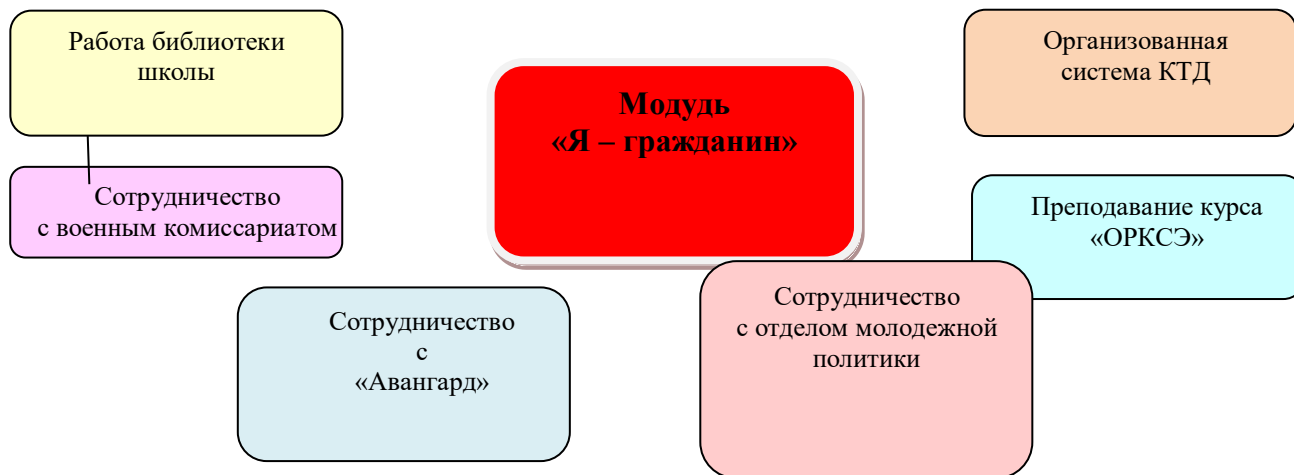 Работа библиотеки
школы
Модудь
«Я – гражданин»
Организованная
система КТД
Сотрудничество
с военным комиссариатом
Преподавание курса
«ОРКСЭ»
Сотрудничество
с
«Авангард»
Сотрудничество
с отделом молодежной
политики